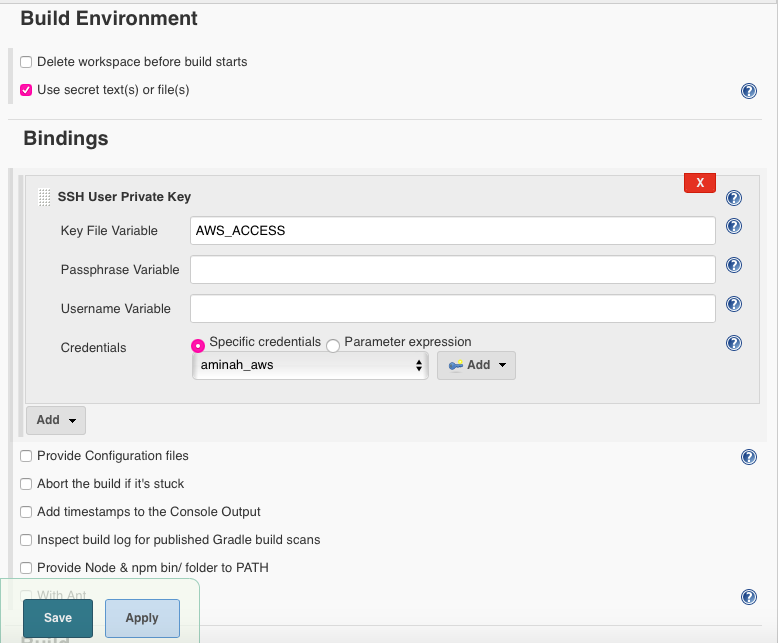 Build Environment
Delete workspace before build starts
Use secret text(s) or file(s)
Bindings
X
SSH User Private Key
Key File Variable AWS_ACCESS
Passphrase Variable
Username Variable
Credentials Specific credentials Parameter expression
aminah_aws Add
Add
Provide Configuration files
Abort the build if it's stuck
Add timestamps to the Console Output
Inspect build log for published Gradle build scans
Provide Node & npm bin/ folder to PATH
With Ant
Save Apply
Build